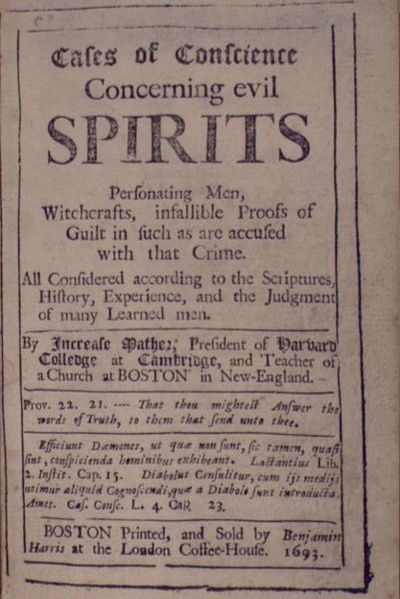 Caſes of Conſcience
Concerning evil
SPIRITS
Perſonating Men,
Witchcrafts, infallible Proofs of
Guilt in ſuch as are accuſed
with that Crime.
All Conſidered according to the Scriptures,
Hiſtory, Experience, and the Judgment
of many Learned men.
By Increaſe Mather, Preſident of Harvard
Colledge at Cambridge, and Teacher of
a Church at BOSTON in New-England.
Prov. 22. 21. ---- That thou mighteſt Anſwer the
words of Truth, to them that ſend unto thee.
Efficiunt Dæmones, ut quæ non ſunt, ſic tamen, quaſi
ſint, conſpicienda hominibus exhibeant. Lactantius Lib.
2. Inſtit. Cap. 15. Diabolus Conſulitur, cum ijs medijs
utimur aliquid Cognoſcendi, quæ a Diabolo ſunt introducta.
Ames. Caſ. Conſc. L. 4. Cap. 23.
BOSTON Printed, and Sold by Benjamin
Harris at the London Coffee-Houſe. 1693.